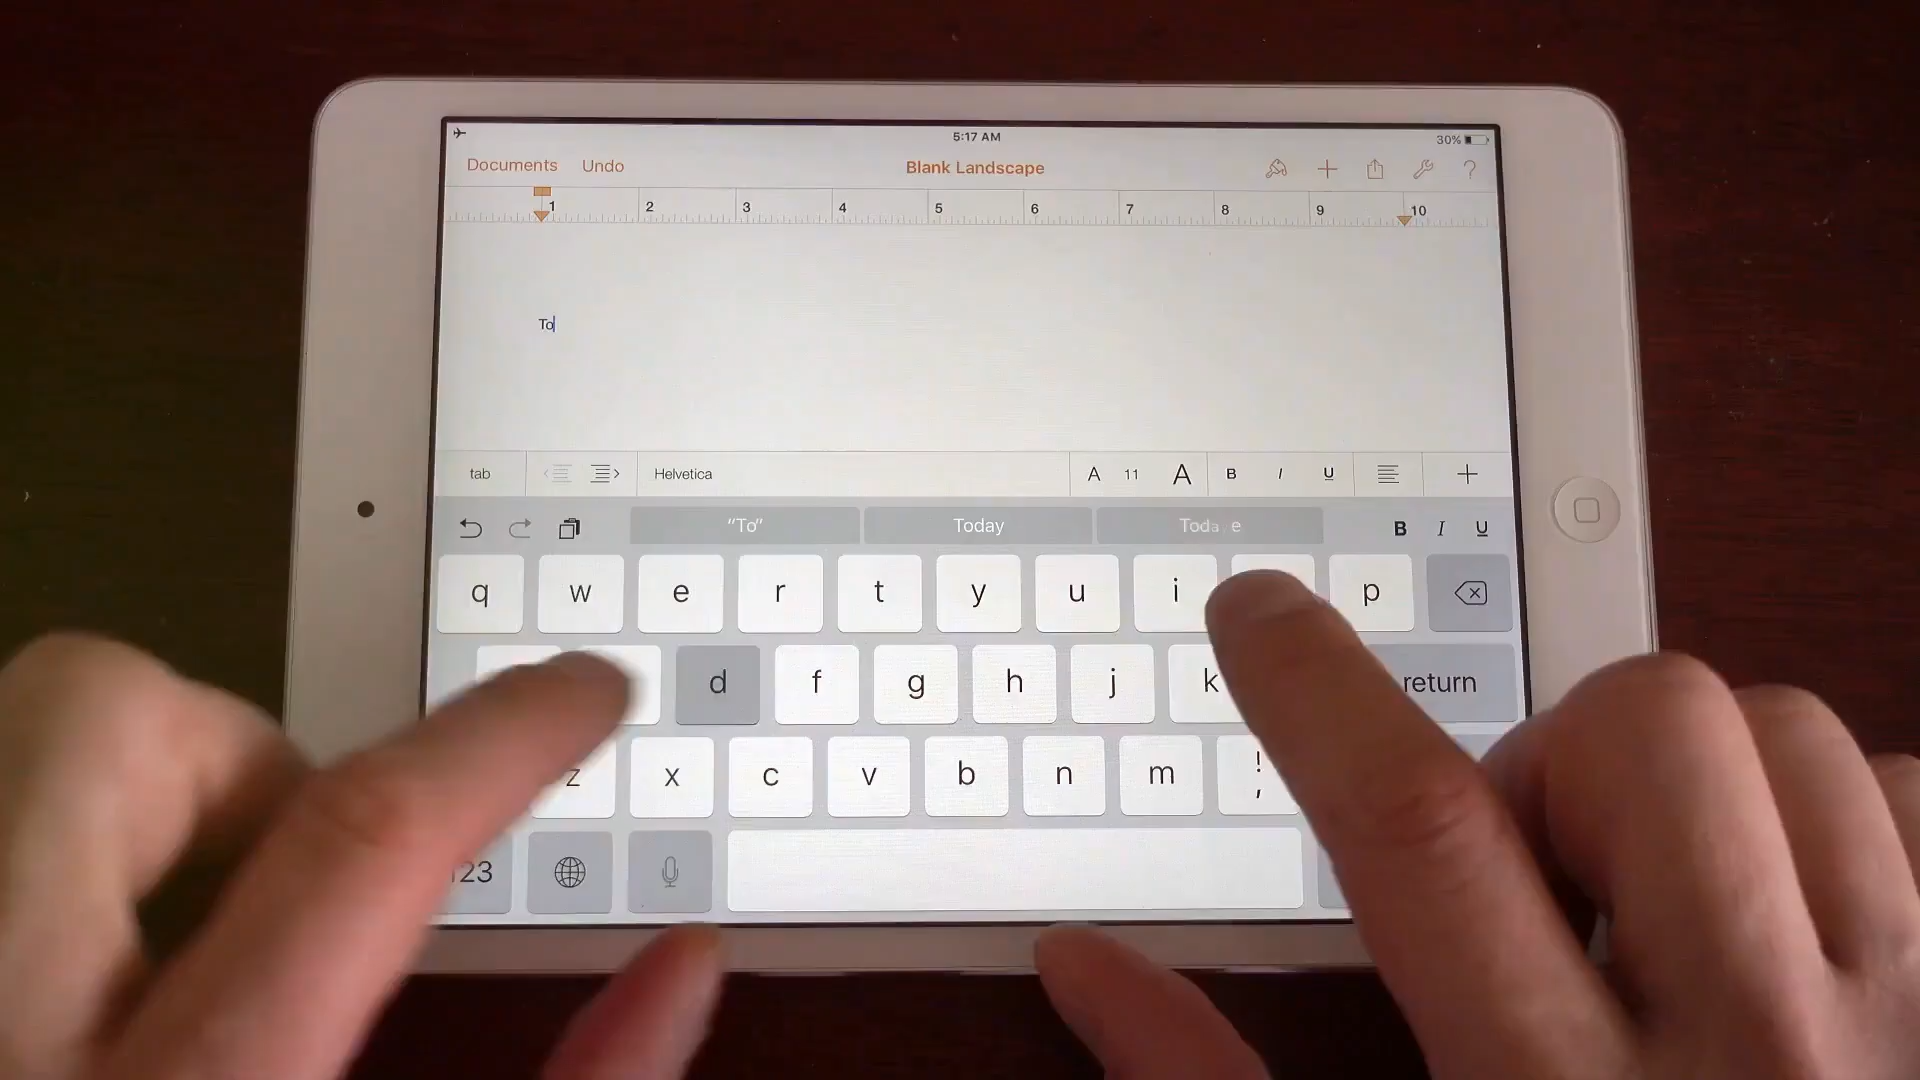 5:17 AM
30%
Documents Undo Blank Landscape ?
1 2 3 4 5 6 7 8 9 10
To
tab Helvetica A 11 A B I U
"To" Today B I U
q w e r t y u i p
d f g h j k return
z x c v b n m ! ,
123